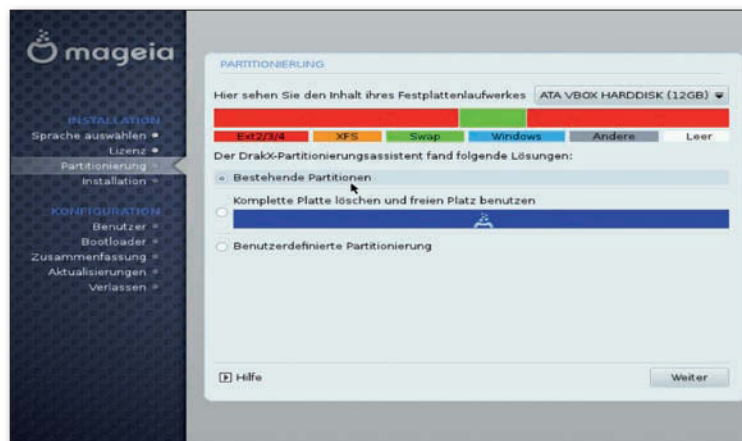 mageia
INSTALLATION
Sprache auswählen
Lizenz
Partitionierung
Installation
KONFIGURATION
Benutzer
Bootloader
Zusammenfassung
Aktualisierungen
Verlassen
PARTITIONIERUNG
Hier sehen Sie den Inhalt ihres Festplattenlaufwerkes ATA VBOX HARDDISK (12GB)
Ext2/3/4 XFS Swap Windows Andere Leer
Der DrakX-Partitionierungsassistent fand folgende Lösungen:
Bestehende Partitionen
Komplette Platte löschen und freien Platz benutzen
Benutzerdefinierte Partitionierung
Hilfe Weiter